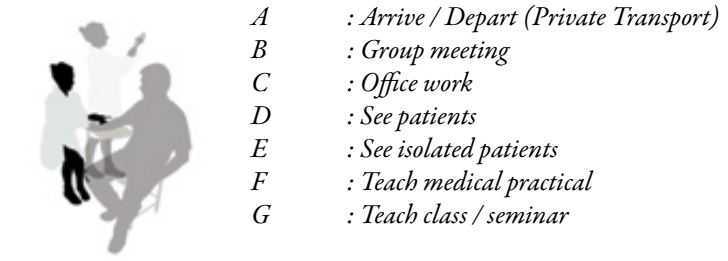 A : Arrive / Depart (Private Transport)
B : Group meeting
C : Office work
D : See patients
E : See isolated patients
F : Teach medical practical
G : Teach class / seminar